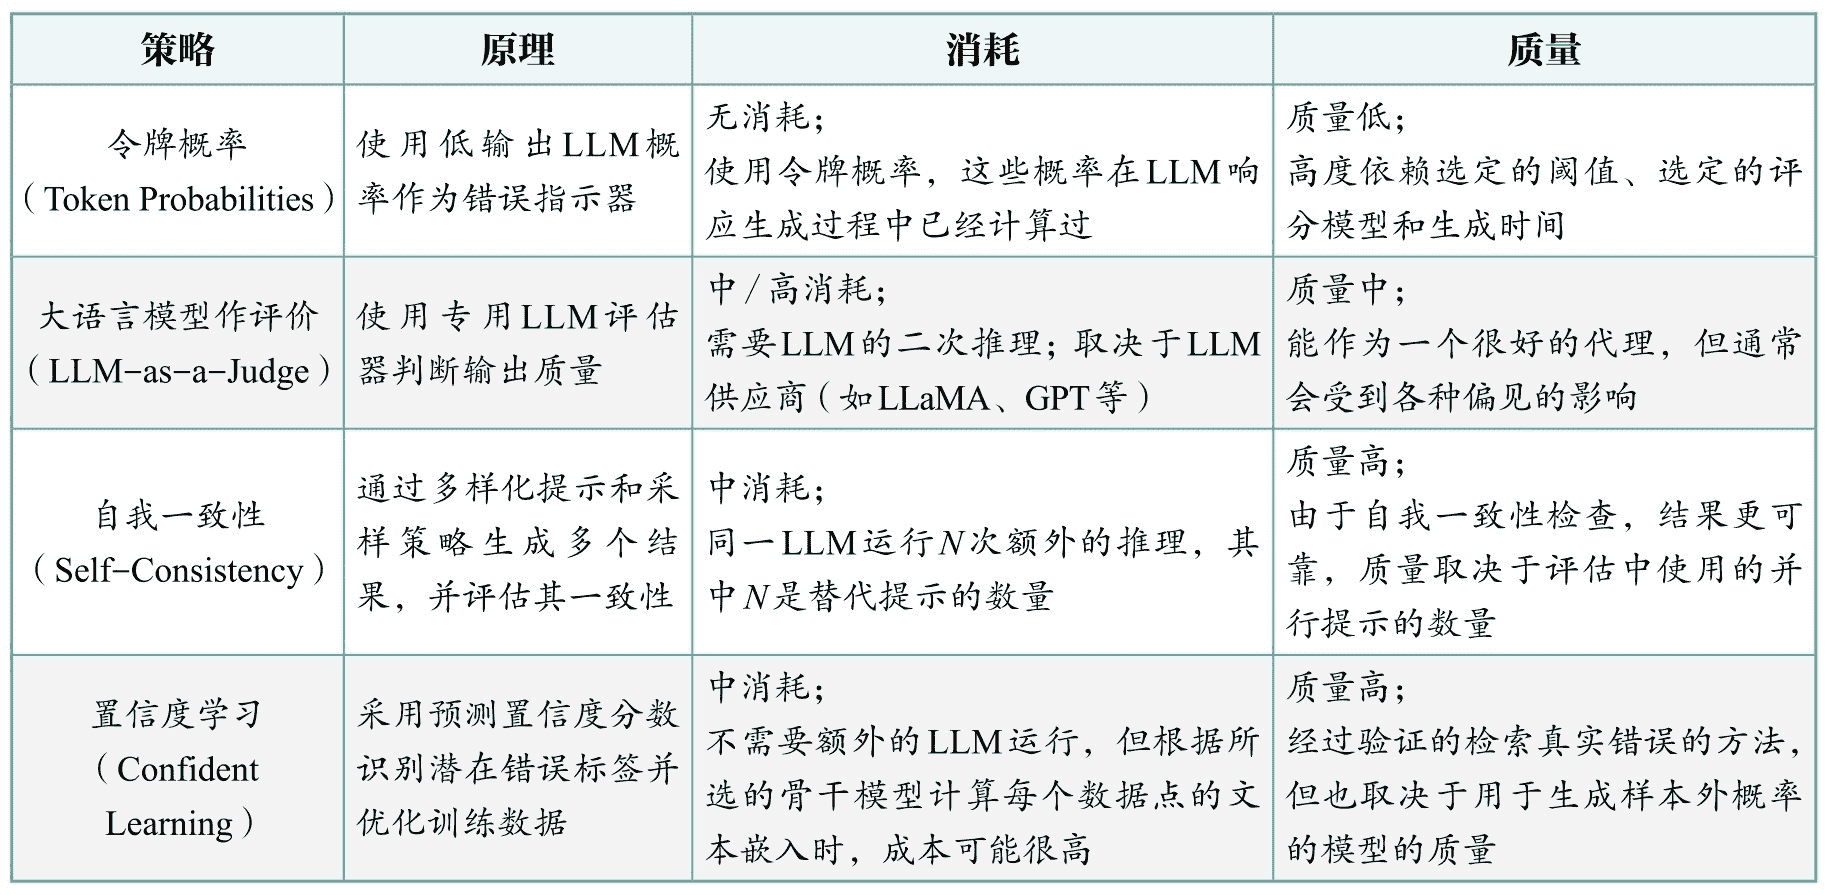 策略
原理
消耗
质量
令牌概率
（Token Probabilities）
使用低输出LLM概
率作为错误指示器
无消耗；
使用令牌概率，这些概率在LLM响
应生成过程中已经计算过
质量低；
高度依赖选定的阈值、选定的评
分模型和生成时间
大语言模型作评价
（LLM-as-a-Judge）
使用专用LLM评估
器判断输出质量
中/高消耗；
需要LLM的二次推理；取决于LLM
供应商（如LLaMA、GPT等）
质量中；
能作为一个很好的代理，但通常
会受到各种偏见的影响
自我一致性
（Self-Consistency）
通过多样化提示和采
样策略生成多个结
果，并评估其一致性
中消耗；
同一LLM运行N次额外的推理，其
中N是替代提示的数量
质量高；
由于自我一致性检查，结果更可
靠，质量取决于评估中使用的并
行提示的数量
置信度学习
（Confident
Learning）
采用预测置信度分数
识别潜在错误标签并
优化训练数据
中消耗；
不需要额外的LLM运行，但根据所
选的骨干模型计算每个数据点的文
本嵌入时，成本可能很高
质量高；
经过验证的检索真实错误的方法，
但也取决于用于生成样本外概率
的模型的质量